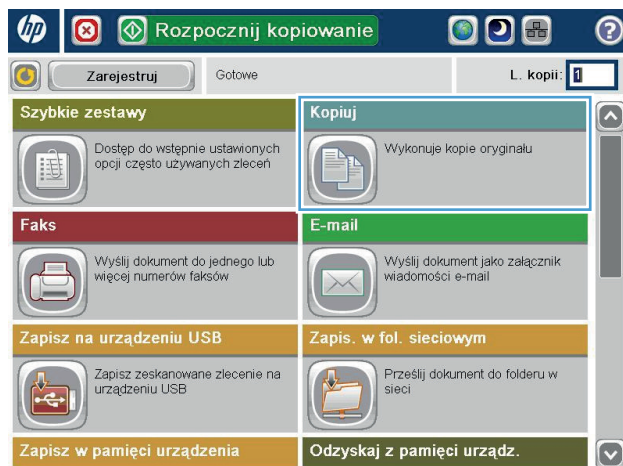 hp
Rozpocznij kopiowanie
?
Zarejestruj
Gotowe
L. kopii: 1
Szybkie zestawy
Dostęp do wstępnie ustawionych
opcji często używanych zleceń
Kopiuj
Wykonuje kopie oryginału
Faks
Wyślij dokument do jednego lub
więcej numerów faksów
E-mail
Wyślij dokument jako załącznik
wiadomości e-mail
Zapisz na urządzeniu USB
Zapisz zeskanowane zlecenie na
urządzeniu USB
Zapis. w fol. sieciowym
Prześlij dokument do folderu w
sieci
Zapisz w pamięci urządzenia
Odzyskaj z pamięci urządz.